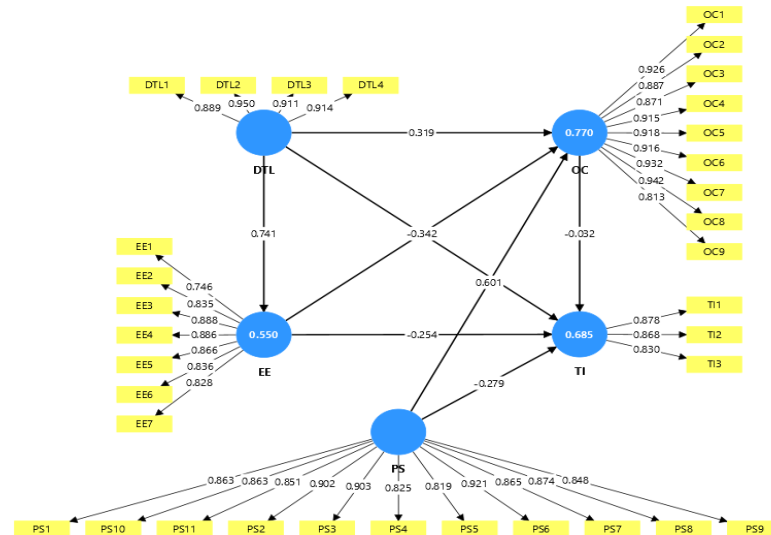 OC1
OC2
OC3
OC4
OC5
OC6
OC7
OC8
OC9
0.926
0.887
0.871
0.915
0.918
0.916
0.932
0.942
0.813
DTL1 DTL2 DTL3 DTL4
0.889 0.950 0.911 0.914
DTL
0.319
0.770
OC
0.741
-0.342
-0.032
0.601
EE1
EE2
EE3
EE4
EE5
EE6
EE7
0.746
0.835
0.888
0.886
0.866
0.836
0.828
0.550
EE
-0.254
0.685
TI
0.878
0.868
0.830
TI1
TI2
TI3
-0.279
PS
0.863 0.863 0.851 0.902 0.903 0.825 0.819 0.921 0.865 0.874 0.848
PS1 PS10 PS11 PS2 PS3 PS4 PS5 PS6 PS7 PS8 PS9